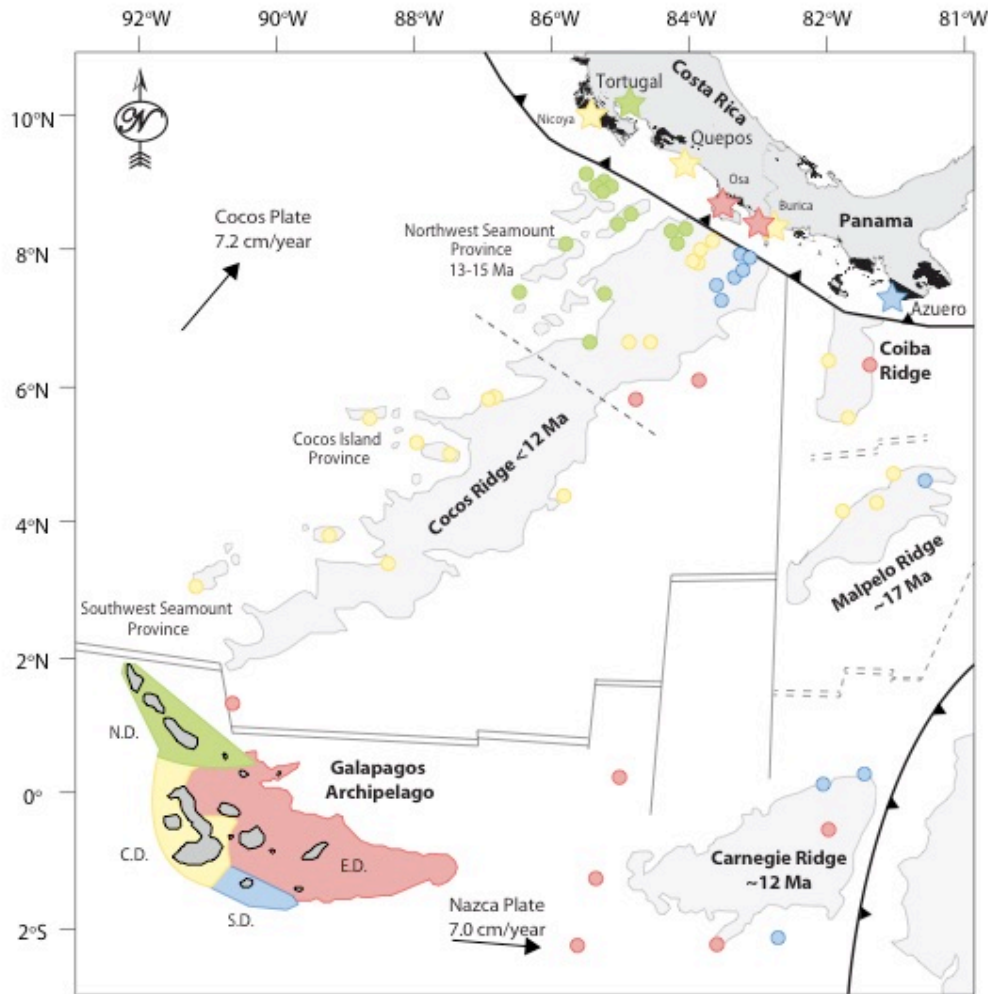 92°W
90°W
88°W
86°W
84°W
82°W
81°W
10°N
8°N
6°N
4°N
2°N
0°
2°S
N
Tortugal
Costa Rica
Nicoya
Quepos
Osa
Burica
Panama
Azuero
Cocos Plate
7.2 cm/year
Northwest Seamount
Province
13-15 Ma
Coiba
Ridge
Cocos Island
Province
Cocos Ridge <12 Ma
Malpelo Ridge
~17 Ma
Southwest Seamount
Province
N.D.
Galapagos
Archipelago
C.D.
E.D.
S.D.
Carnegie Ridge
~12 Ma
Nazca Plate
7.0 cm/year